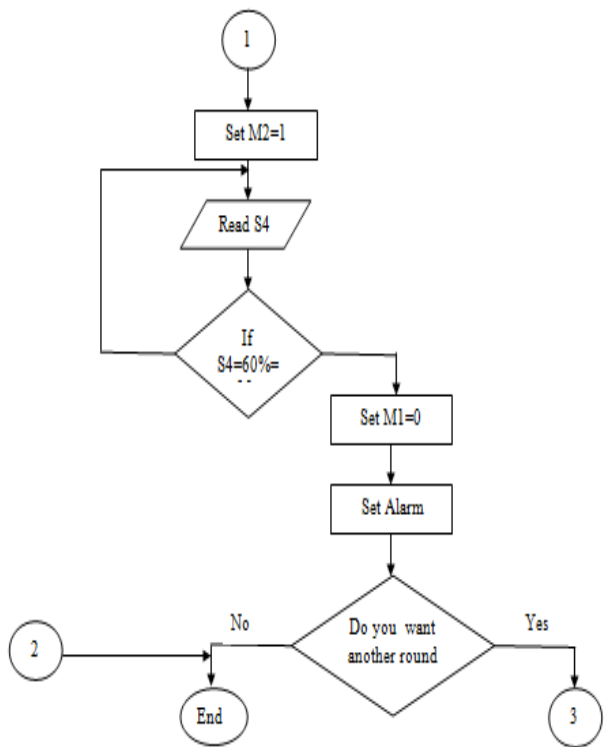 1
Set M2=1
Read S4
If
S4=60%=
Set M1=0
Set Alarm
Do you want
another round
No
Yes
2
End
3